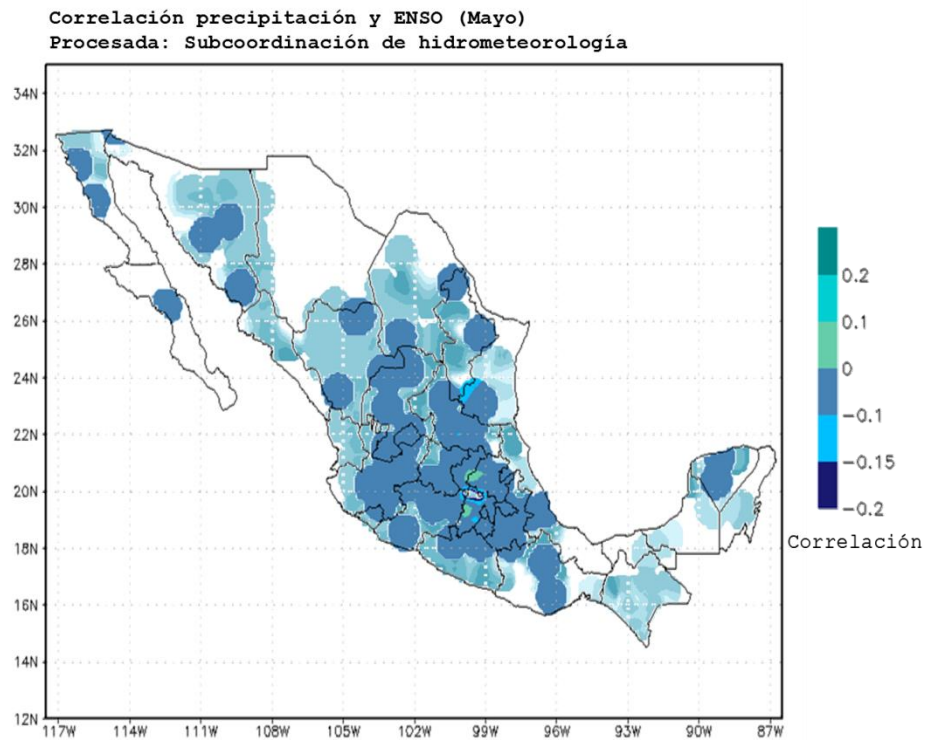 Correlación precipitación y ENSO (Mayo)
Procesada: Subcoordinación de hidrometeorología
34N
32N
30N
28N
26N
24N
22N
20N
18N
16N
14N
12N
117W 114W 111W 108W 105W 102W 99W 96W 93W 90W 87W
0.2
0.1
0
−0.1
−0.15
−0.2
Correlación